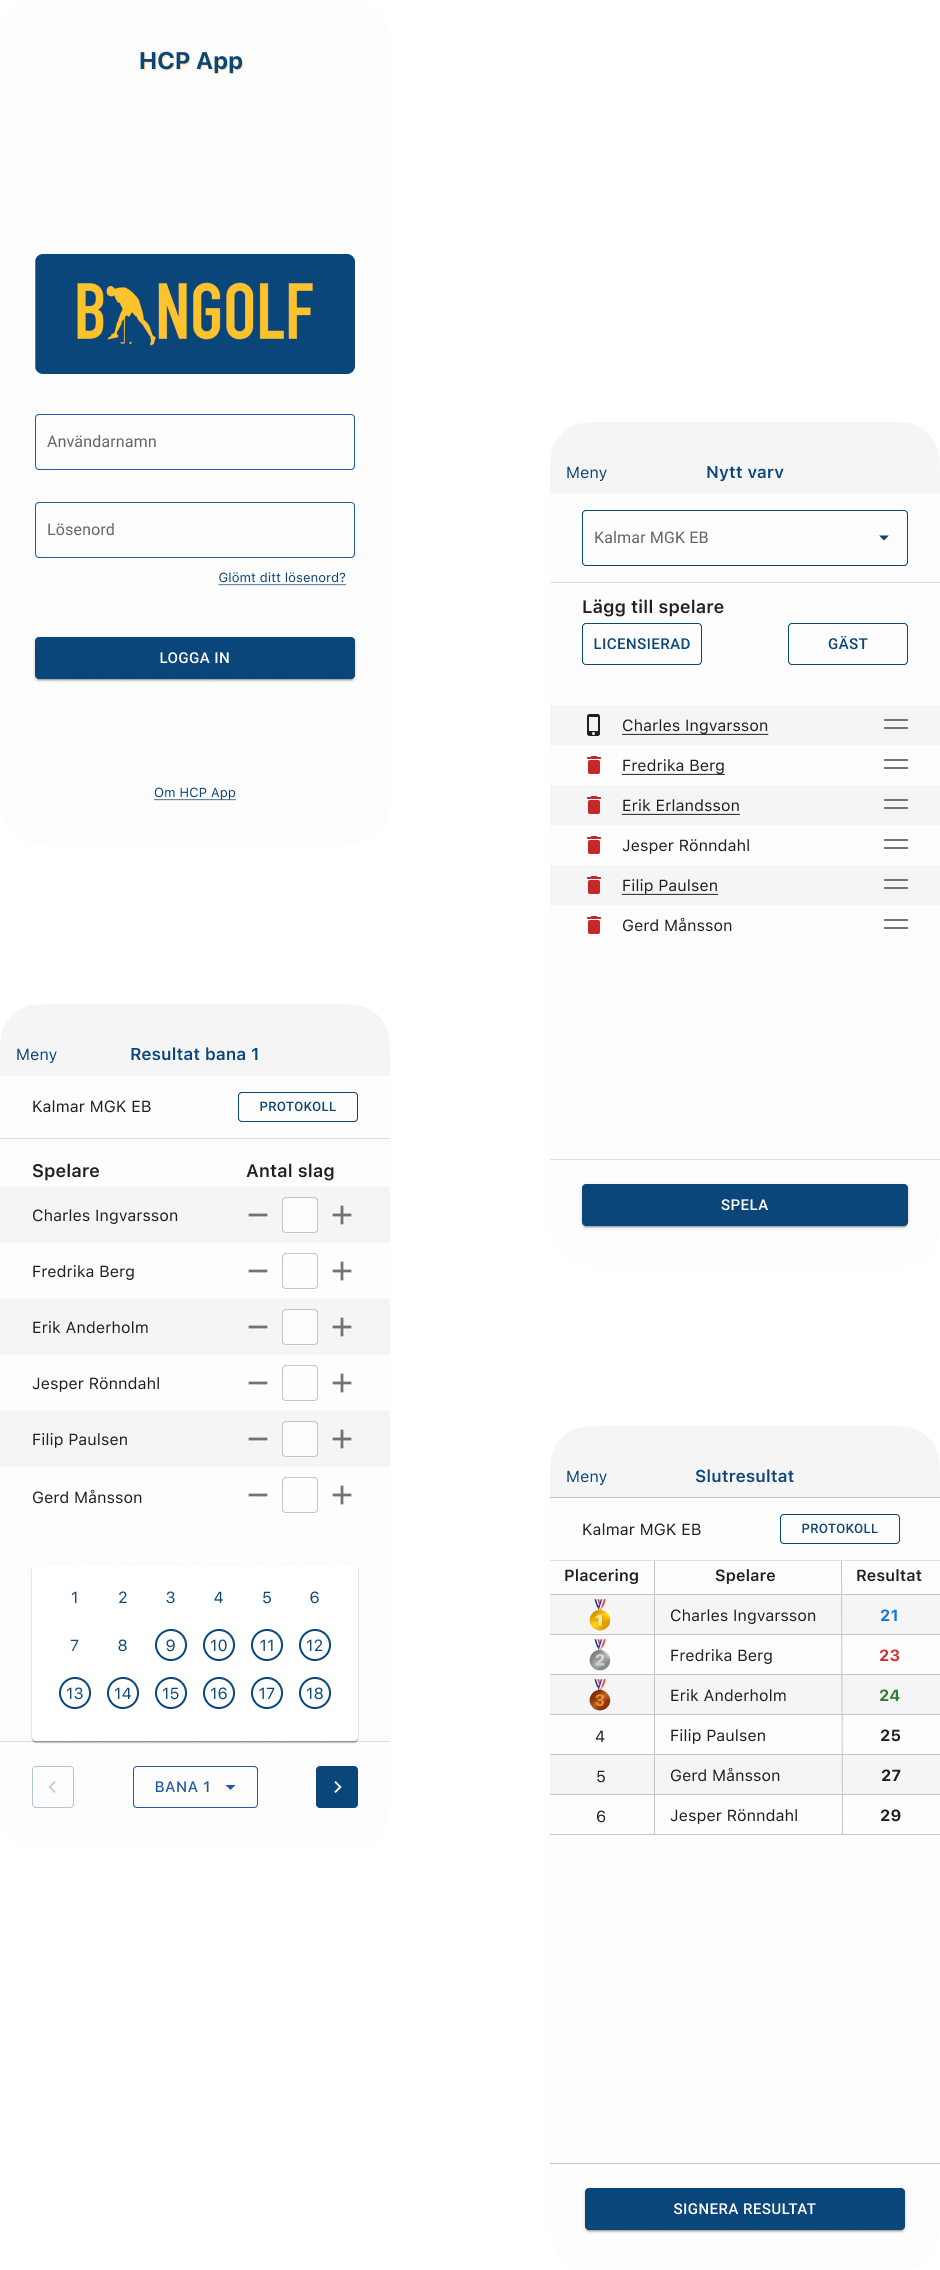 HCP App
BANGOLF
Användarnamn
Lösenord
Glömt ditt lösenord?
LOGGA IN
Om HCP App
Meny Nytt varv
Kalmar MGK EB
Lägg till spelare
LICENSIERAD GÄST
Charles Ingvarsson
Fredrika Berg
Erik Erlandsson
Jesper Rönndahl
Filip Paulsen
Gerd Månsson
SPELA
Meny Resultat bana 1
Kalmar MGK EB PROTOKOLL
Spelare Antal slag
Charles Ingvarsson
Fredrika Berg
Erik Anderholm
Jesper Rönndahl
Filip Paulsen
Gerd Månsson
1 2 3 4 5 6
7 8 9 10 11 12
13 14 15 16 17 18
BANA 1
Meny Slutresultat
Kalmar MGK EB PROTOKOLL
Placering Spelare Resultat
1 Charles Ingvarsson 21
2 Fredrika Berg 23
3 Erik Anderholm 24
4 Filip Paulsen 25
5 Gerd Månsson 27
6 Jesper Rönndahl 29
SIGNERA RESULTAT